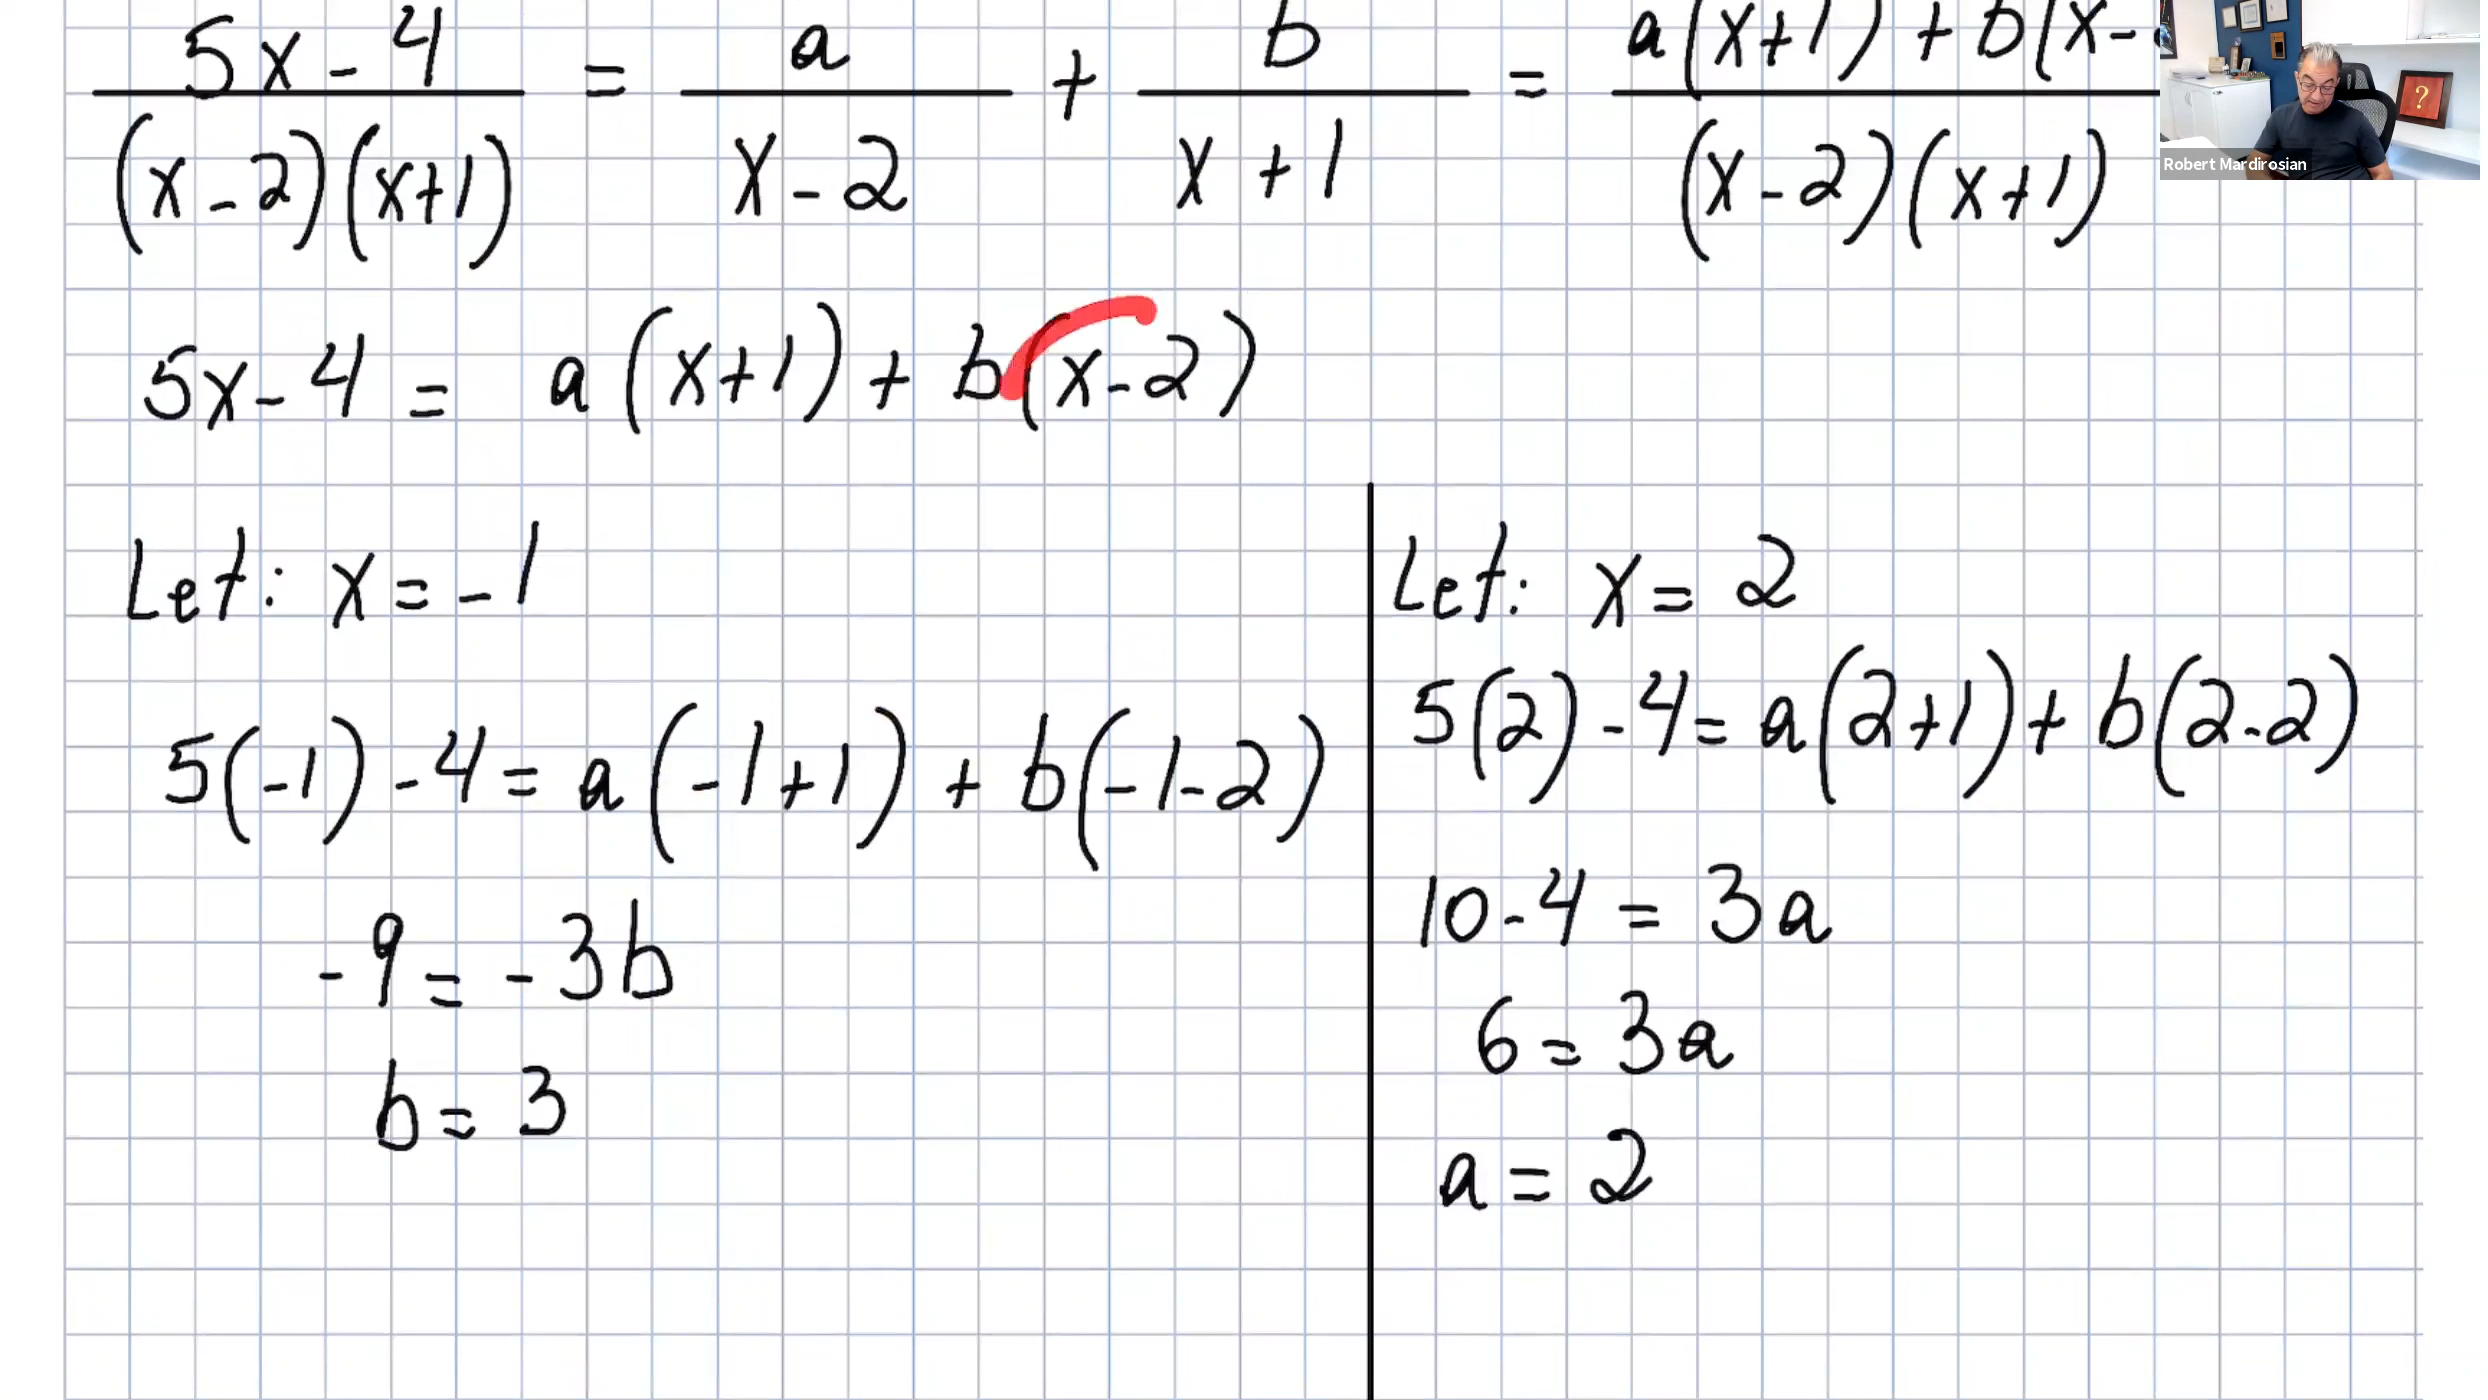 5x-4 / (x-2)(x+1) = a / x-2 + b / x+1 = a(x+1) + b(x- / (x-2)(x+1)
?
Robert Mardirosian
5x-4 = a(x+1) + b(x-2)
Let: x = -1
5(-1) -4 = a(-1+1) + b(-1-2)
-9 = -3b
b = 3
Let: x = 2
5(2) -4 = a(2+1) + b(2-2)
10-4 = 3a
6 = 3a
a = 2